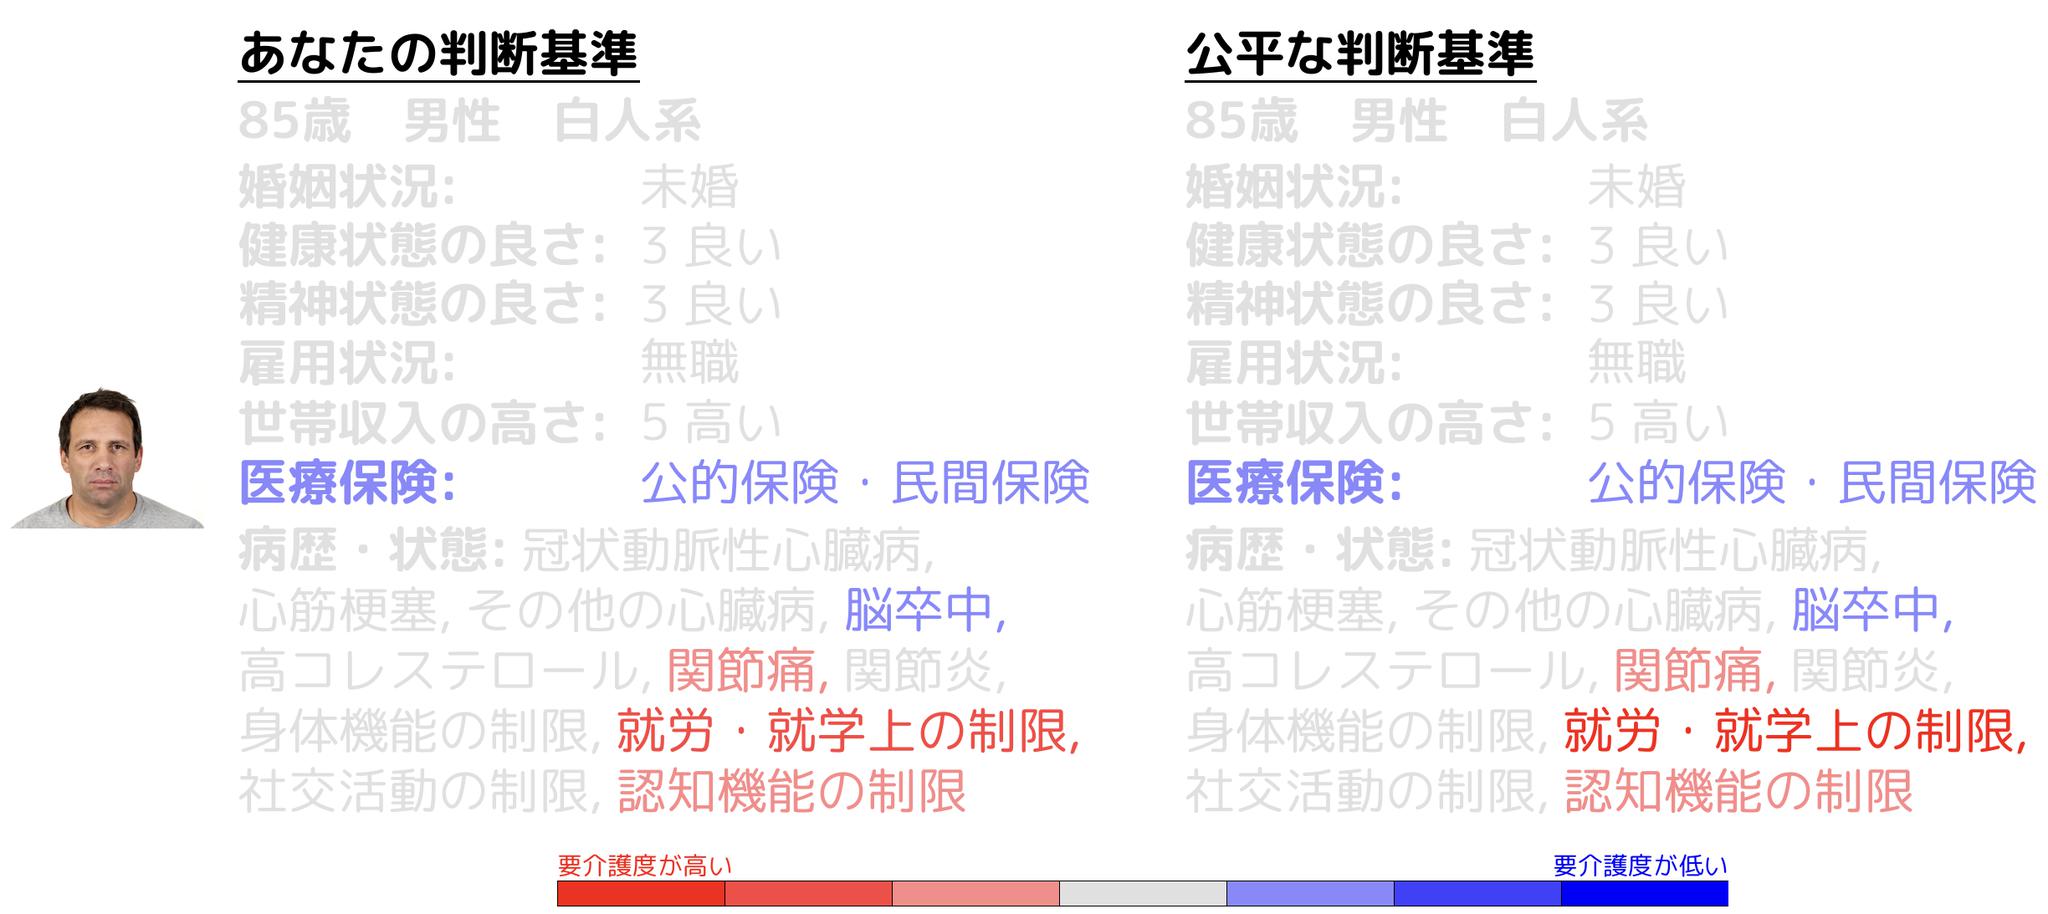 あなたの判断基準
85歳 男性 白人系
婚姻状況: 未婚
健康状態の良さ: 3 良い
精神状態の良さ: 3 良い
雇用状況: 無職
世帯収入の高さ: 5 高い
医療保険: 公的保険・民間保険
病歴・状態: 冠状動脈性心臓病,
心筋梗塞, その他の心臓病, 脳卒中,
高コレステロール, 関節痛, 関節炎,
身体機能の制限, 就労・就学上の制限,
社交活動の制限, 認知機能の制限
公平な判断基準
85歳 男性 白人系
婚姻状況: 未婚
健康状態の良さ: 3 良い
精神状態の良さ: 3 良い
雇用状況: 無職
世帯収入の高さ: 5 高い
医療保険: 公的保険・民間保険
病歴・状態: 冠状動脈性心臓病,
心筋梗塞, その他の心臓病, 脳卒中,
高コレステロール, 関節痛, 関節炎,
身体機能の制限, 就労・就学上の制限,
社交活動の制限, 認知機能の制限
要介護度が高い
要介護度が低い